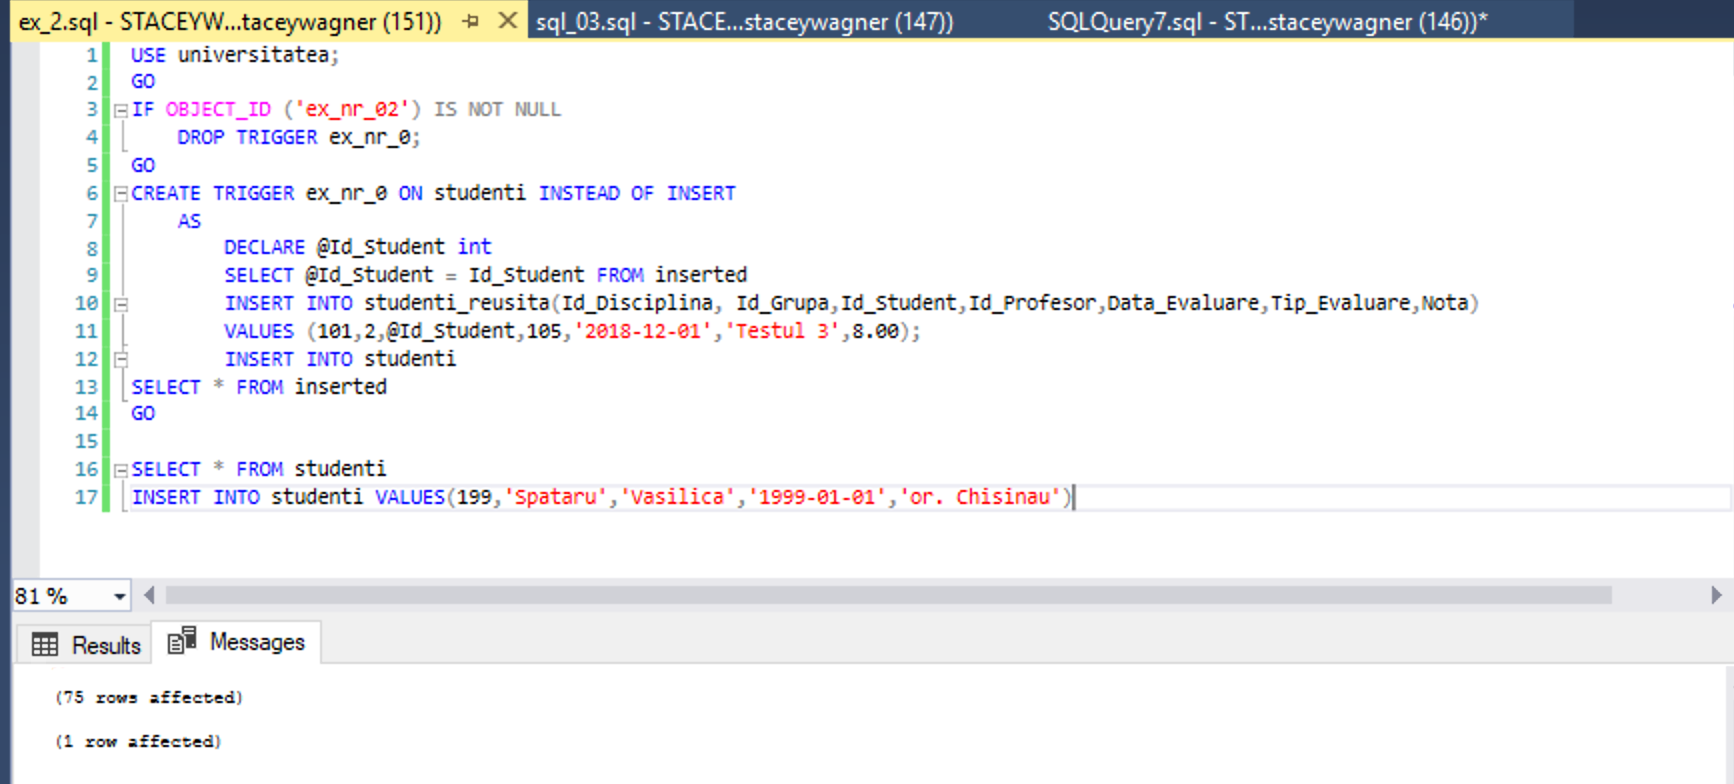 ex_2.sql - STACEYW...taceywagner (151)) sql_03.sql - STACE...staceywagner (147)) SQLQuery7.sql - ST...staceywagner (146))*
1 USE universitatea;
2 GO
3 IF OBJECT_ID ('ex_nr_02') IS NOT NULL
4 DROP TRIGGER ex_nr_0;
5 GO
6 CREATE TRIGGER ex_nr_0 ON studenti INSTEAD OF INSERT
7 AS
8 DECLARE @Id_Student int
9 SELECT @Id_Student = Id_Student FROM inserted
10 INSERT INTO studenti_reusita(Id_Disciplina, Id_Grupa,Id_Student,Id_Profesor,Data_Evaluare,Tip_Evaluare,Nota)
11 VALUES (101,2,@Id_Student,105,'2018-12-01','Testul 3',8.00);
12 INSERT INTO studenti
13 SELECT * FROM inserted
14 GO
15
16 SELECT * FROM studenti
17 INSERT INTO studenti VALUES(199,'Spataru','Vasilica','1999-01-01','or. Chisinau')
81 %
Results Messages
(75 rows affected)
(1 row affected)